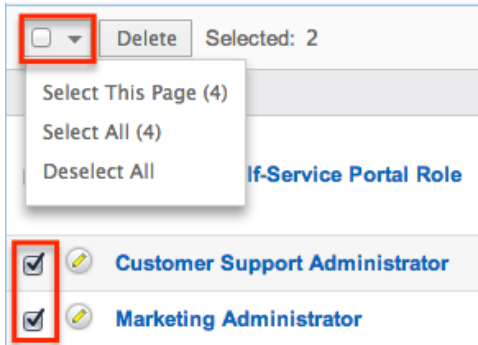 Delete Selected: 2
Select This Page (4)
Select All (4)
Deselect All
lf-Service Portal Role
Customer Support Administrator
Marketing Administrator